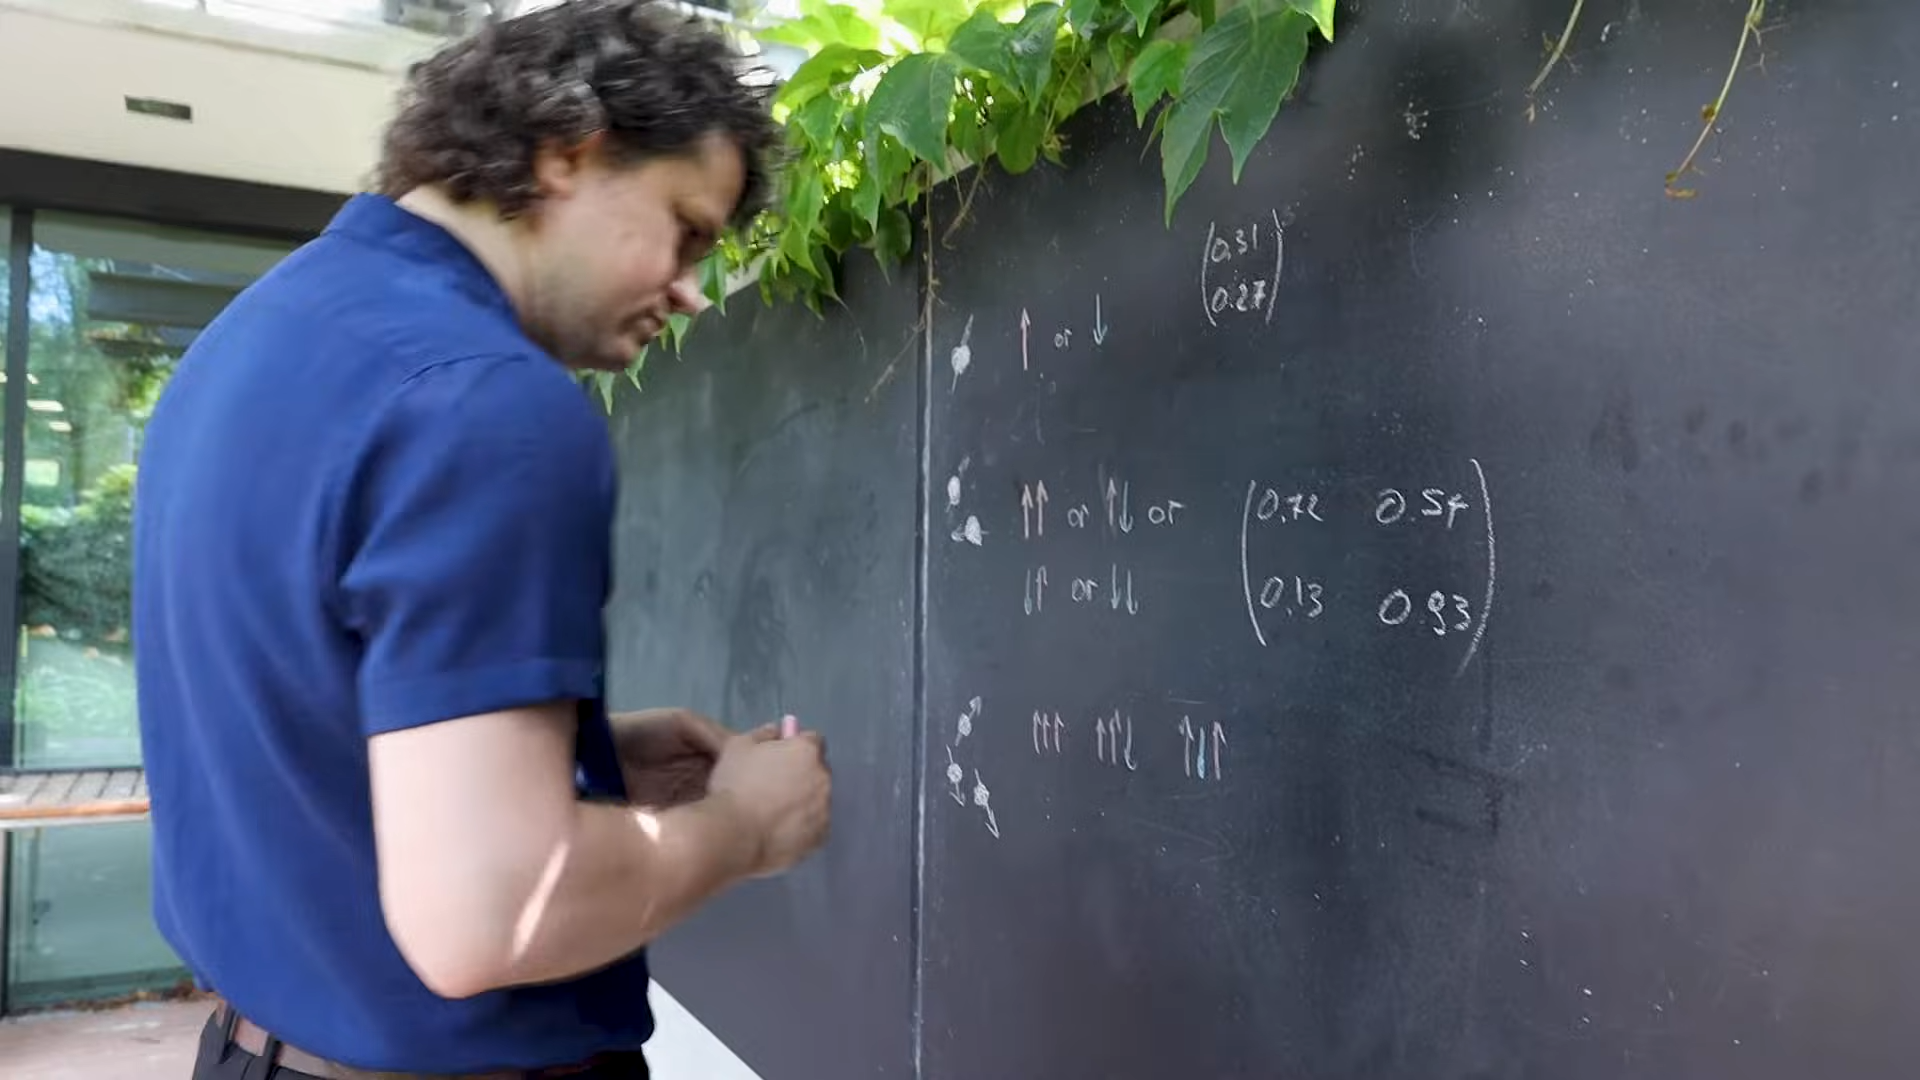 (0.31
0.27)
↑ or ↓
↑↑ or ↑↓ or
↓↑ or ↓↓
(0.72 0.54
0.13 0.93)
↑↑↑ ↑↑↓ ↑↓↑